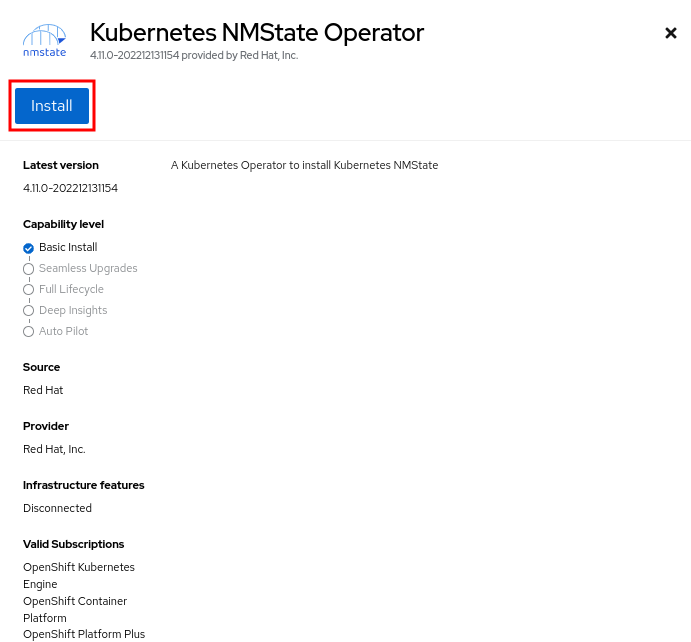 Kubernetes NMState Operator
nmstate
4.11.0-202212131154 provided by Red Hat, Inc.
Install
Latest version
4.11.0-202212131154
A Kubernetes Operator to install Kubernetes NMState
Capability level
Basic Install
Seamless Upgrades
Full Lifecycle
Deep Insights
Auto Pilot
Source
Red Hat
Provider
Red Hat, Inc.
Infrastructure features
Disconnected
Valid Subscriptions
OpenShift Kubernetes
Engine
OpenShift Container
Platform
OpenShift Platform Plus